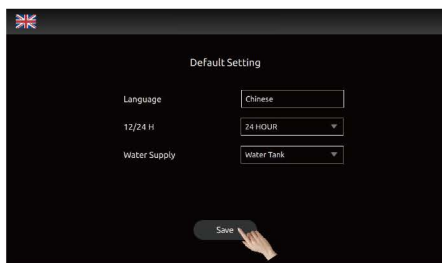 Default Setting
Language Chinese
12/24 H 24 HOUR
Water Supply Water Tank
Save